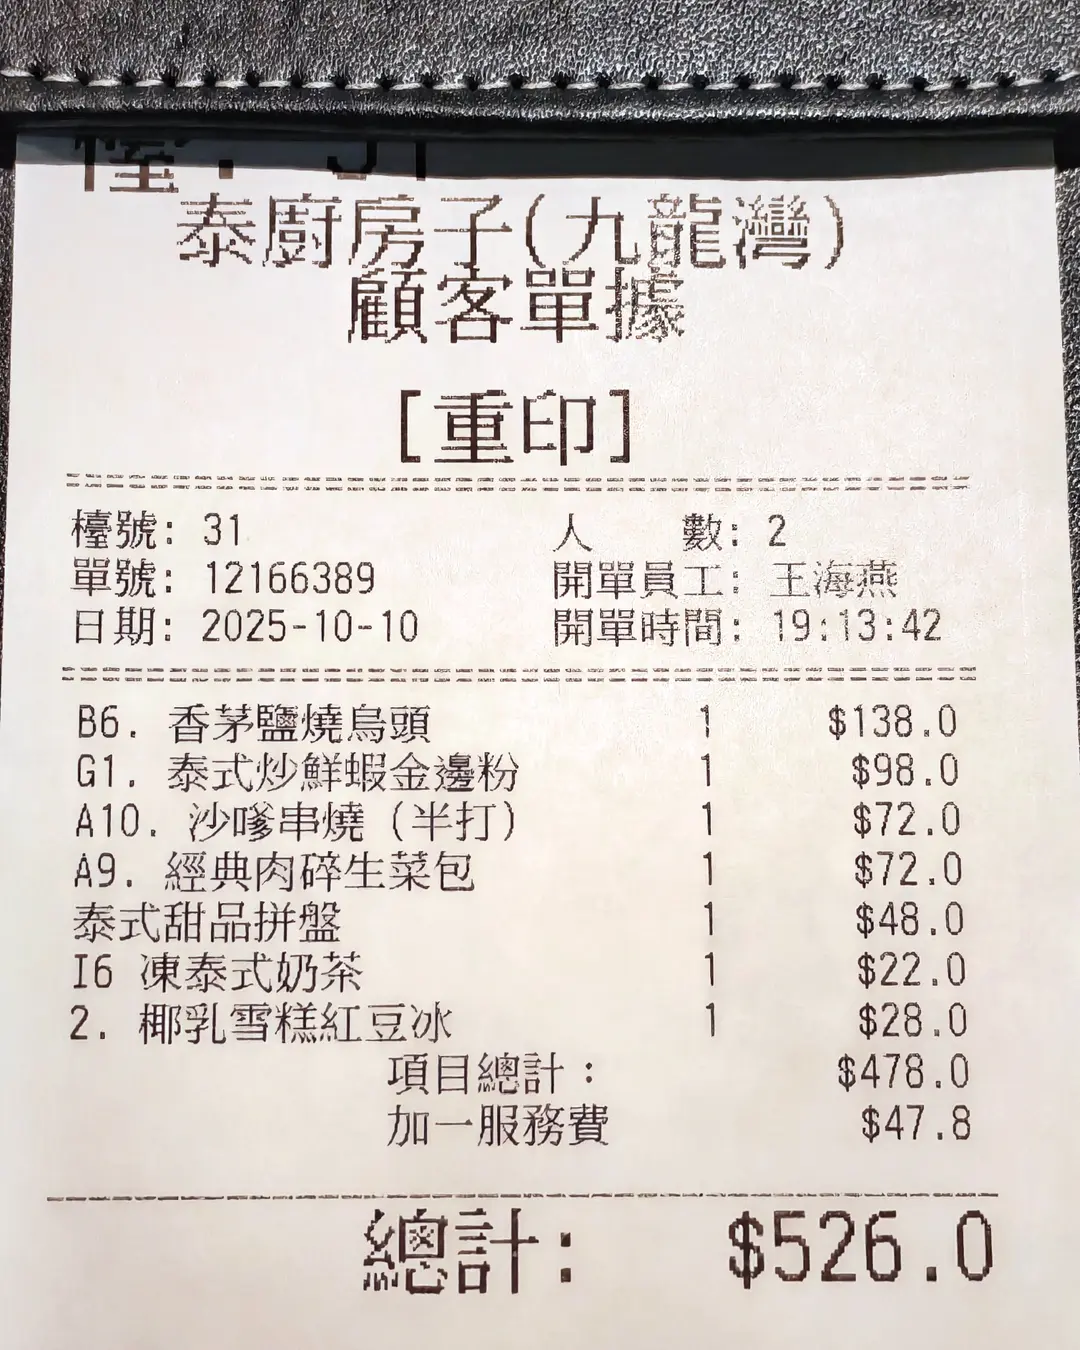 檯: 31
泰廚房子(九龍灣)
顧客單據
[重印]
檯號: 31 人 數: 2
單號: 12166389 開單員工: 王海燕
日期: 2025-10-10 開單時間: 19:13:42
B6. 香茅鹽燒烏頭 1 $138.0
G1. 泰式炒鮮蝦金邊粉 1 $98.0
A10. 沙嗲串燒 (半打) 1 $72.0
A9. 經典肉碎生菜包 1 $72.0
泰式甜品拼盤 1 $48.0
I6 凍泰式奶茶 1 $22.0
2. 椰乳雪糕紅豆冰 1 $28.0
項目總計: $478.0
加一服務費 $47.8
總計: $526.0